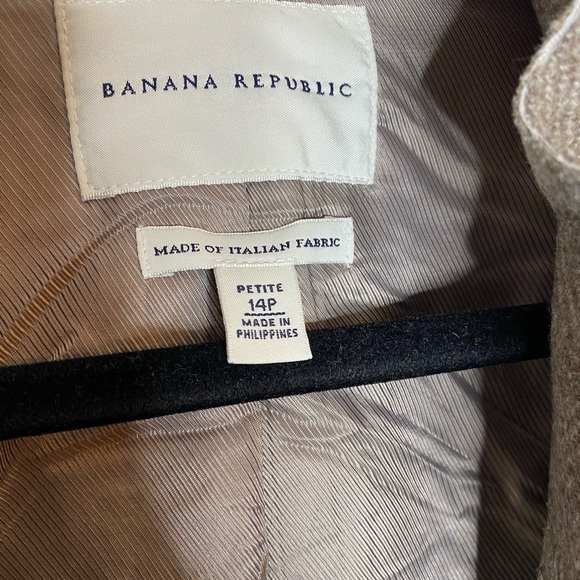 BANANA REPUBLIC
MADE OF ITALIAN FABRIC
PETITE
14P
MADE IN
PHILIPPINES